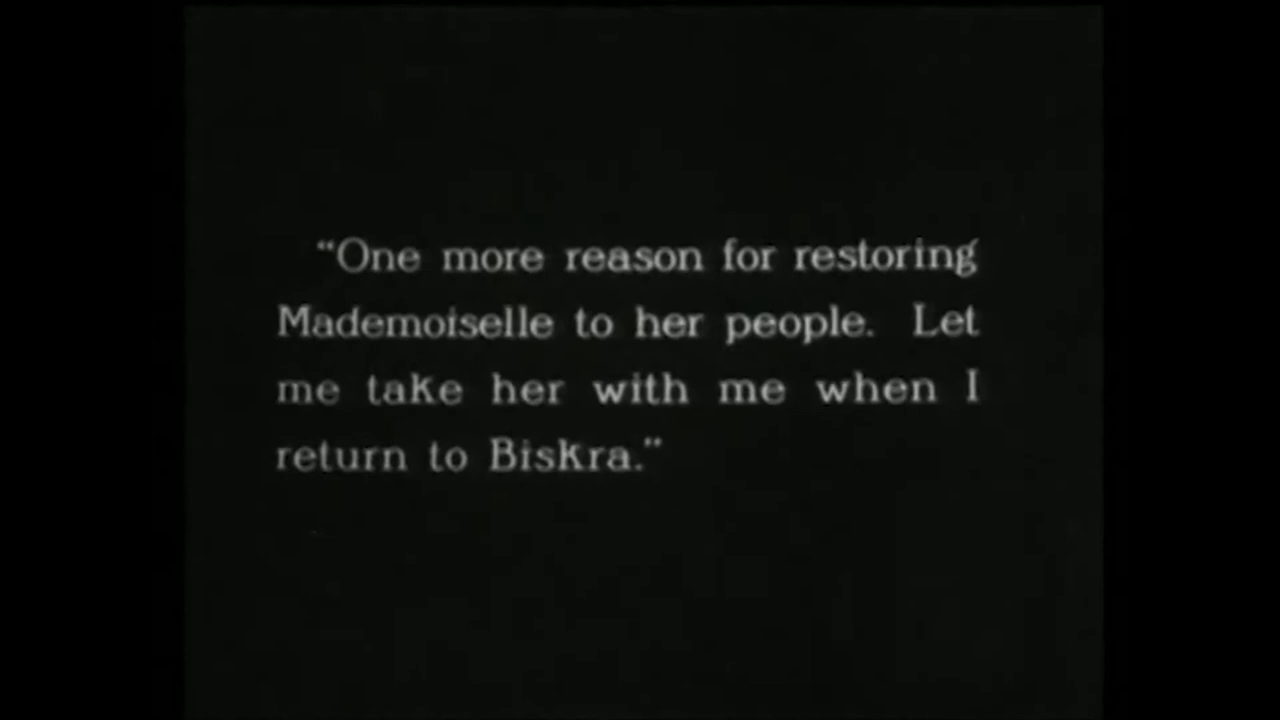 “One more reason for restoring
Mademoiselle to her people. Let
me take her with me when I
return to Biskra.”